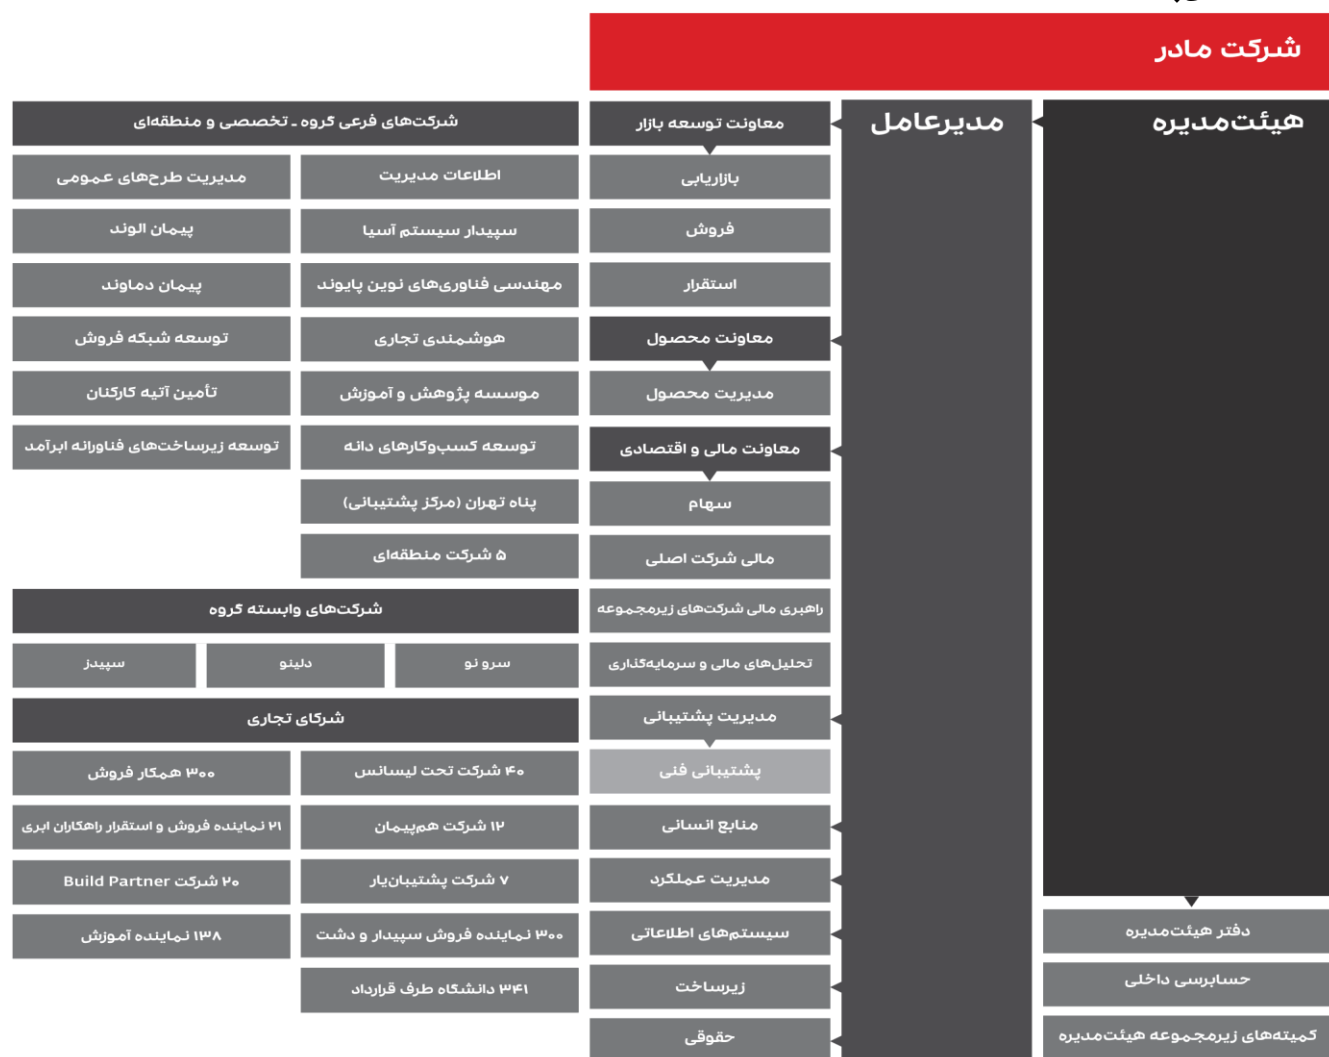 شرکت مادر
هیئت‌مدیره
دفتر هیئت‌مدیره
حسابرسی داخلی
کمیته‌های زیرمجموعه هیئت‌مدیره
مدیرعامل
معاونت توسعه بازار
بازاریابی
فروش
استقرار
معاونت محصول
مدیریت محصول
معاونت مالی و اقتصادی
سهام
مالی شرکت اصلی
راهبری مالی شرکت‌های زیرمجموعه
تحلیل‌های مالی و سرمایه‌گذاری
مدیریت پشتیبانی
پشتیبانی فنی
منابع انسانی
مدیریت عملکرد
سیستم‌های اطلاعاتی
زیرساخت
حقوقی
شرکت‌های فرعی گروه ـ تخصصی و منطقه‌ای
اطلاعات مدیریت
سپیدار سیستم آسیا
مهندسی فناوری‌های نوین پایوند
هوشمندی تجاری
موسسه پژوهش و آموزش
توسعه کسب‌وکارهای دانه
پناه تهران (مرکز پشتیبانی)
۵ شرکت منطقه‌ای
مدیریت طرح‌های عمومی
پیمان الوند
پیمان دماوند
توسعه شبکه فروش
تأمین آتیه کارکنان
توسعه زیرساخت‌های فناورانه ابرآمد
شرکت‌های وابسته گروه
سرو نو
دلینو
سپیدز
شرکای تجاری
۴۰ شرکت تحت لیسانس
۱۲ شرکت هم‌پیمان
۷ شرکت پشتیبان‌یار
۳۰۰ نماینده فروش سپیدار و دشت
۳۴۱ دانشگاه طرف قرارداد
۳۰۰ همکار فروش
۲۱ نماینده فروش و استقرار راهکاران ابری
۲۰ شرکت Build Partner
۱۳۸ نماینده آموزش